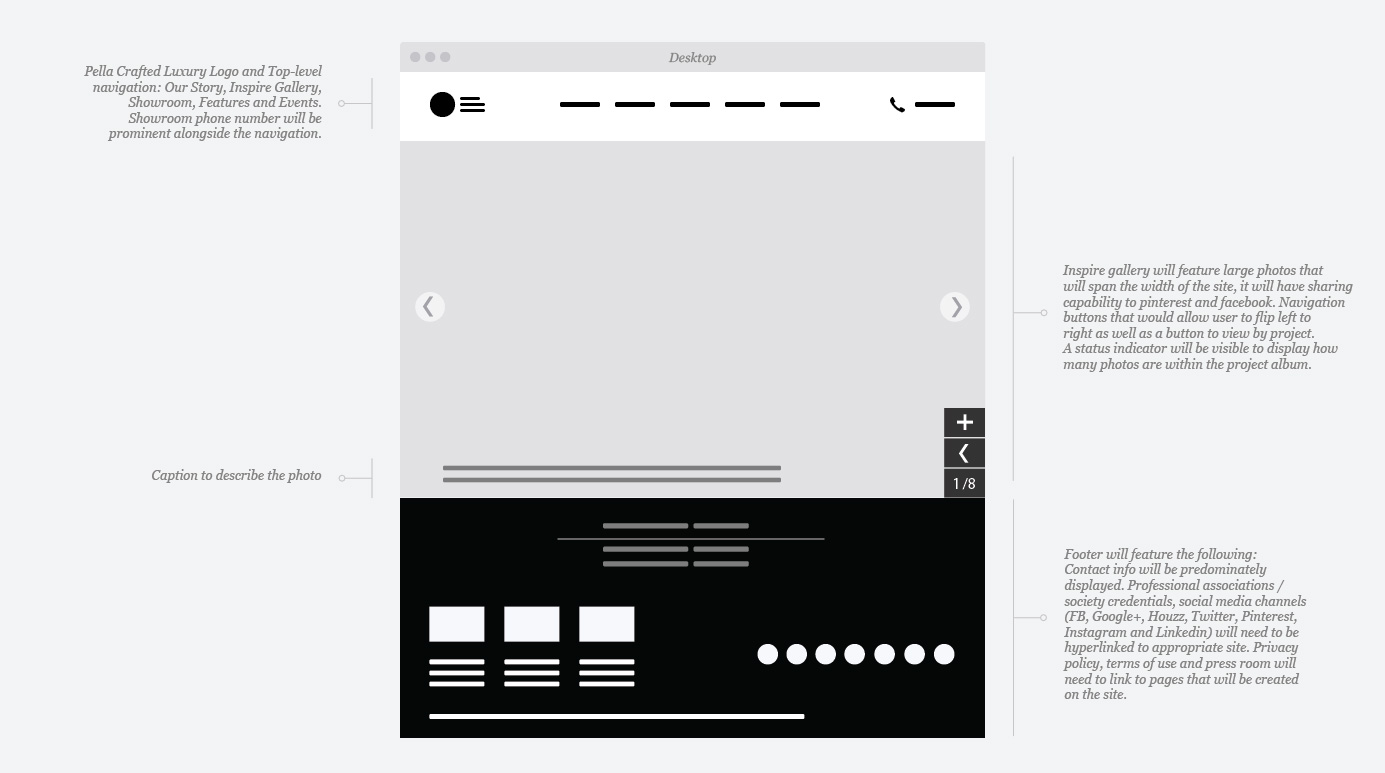 Desktop
Pella Crafted Luxury Logo and Top-level
navigation: Our Story, Inspire Gallery,
Showroom, Features and Events.
Showroom phone number will be
prominent alongside the navigation.
Inspire gallery will feature large photos that
will span the width of the site, it will have sharing
capability to pinterest and facebook. Navigation
buttons that would allow user to flip left to
right as well as a button to view by project.
A status indicator will be visible to display how
many photos are within the project album.
Caption to describe the photo
1/8
Footer will feature the following:
Contact info will be predominately
displayed. Professional associations /
society credentials, social media channels
(FB, Google+, Houzz, Twitter, Pinterest,
Instagram and Linkedin) will need to be
hyperlinked to appropriate site. Privacy
policy, terms of use and press room will
need to link to pages that will be created
on the site.